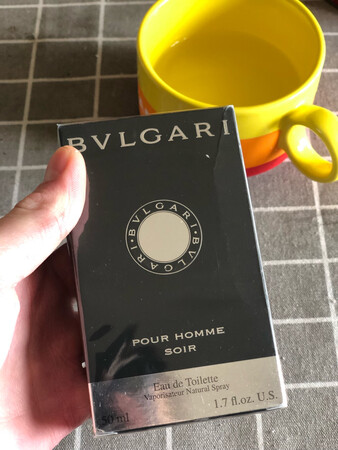 BVLGARI
BVLGARI • BVLGARI •
POUR HOMME
SOIR
Eau de Toilette
Vaporisateur Natural Spray
50 ml 1.7 fl.oz. U.S.